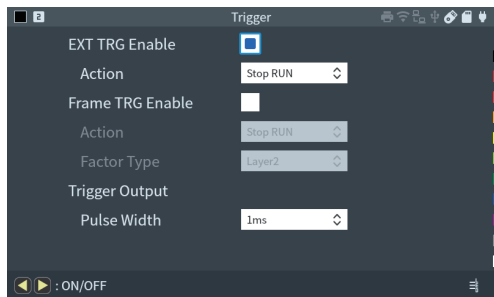 2 Trigger
EXT TRG Enable
Action Stop RUN
Frame TRG Enable
Action Stop RUN
Factor Type Layer2
Trigger Output
Pulse Width 1ms
: ON/OFF